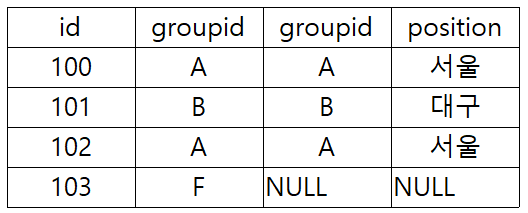 id groupid groupid position
100 A A 서울
101 B B 대구
102 A A 서울
103 F NULL NULL